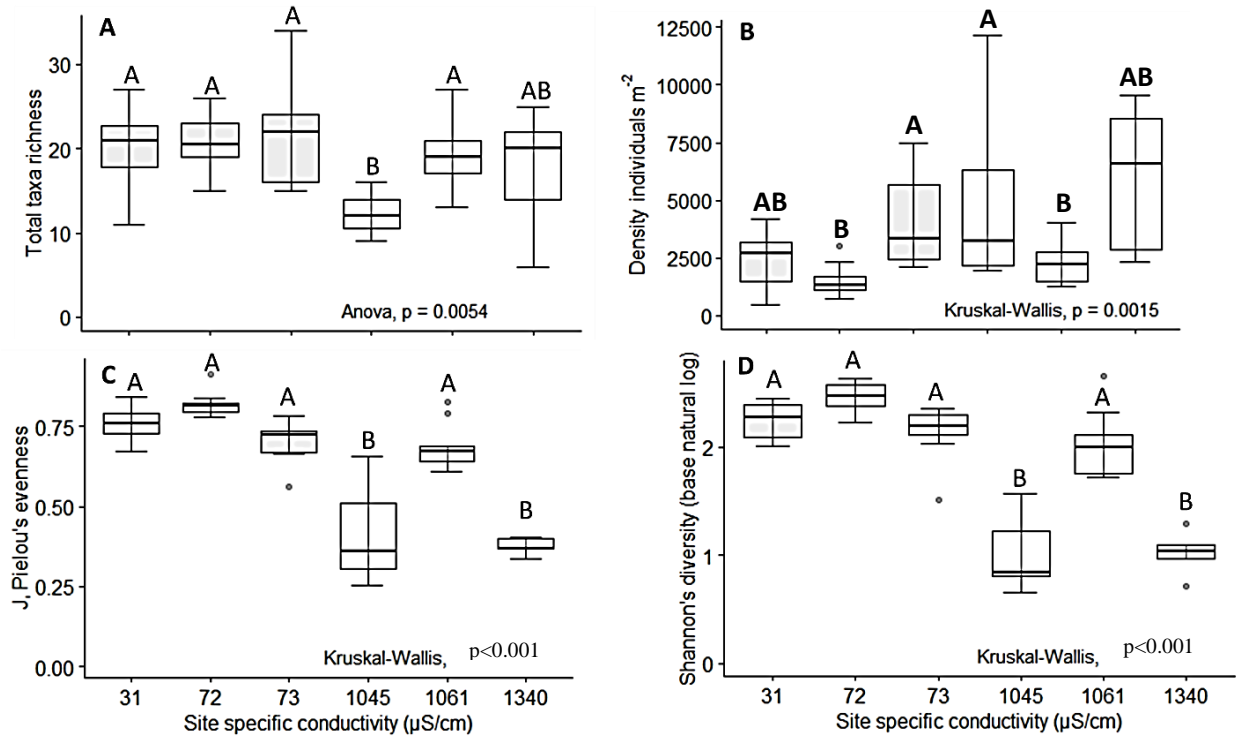 A
Total taxa richness
30
20
10
0
A
A
A
B
A
AB
Anova, p = 0.0054
B
Density individuals m-2
12500
10000
7500
5000
2500
0
AB
B
A
A
B
AB
Kruskal-Wallis, p = 0.0015
C
J, Pielou's evenness
0.75
0.50
0.25
0.00
A
A
A
B
A
B
Kruskal-Wallis, p<0.001
31 72 73 1045 1061 1340
Site specific conductivity (µS/cm)
D
Shannon's diversity (base natural log)
2
1
0
A
A
A
B
A
B
Kruskal-Wallis, p<0.001
31 72 73 1045 1061 1340
Site specific conductivity (µS/cm)